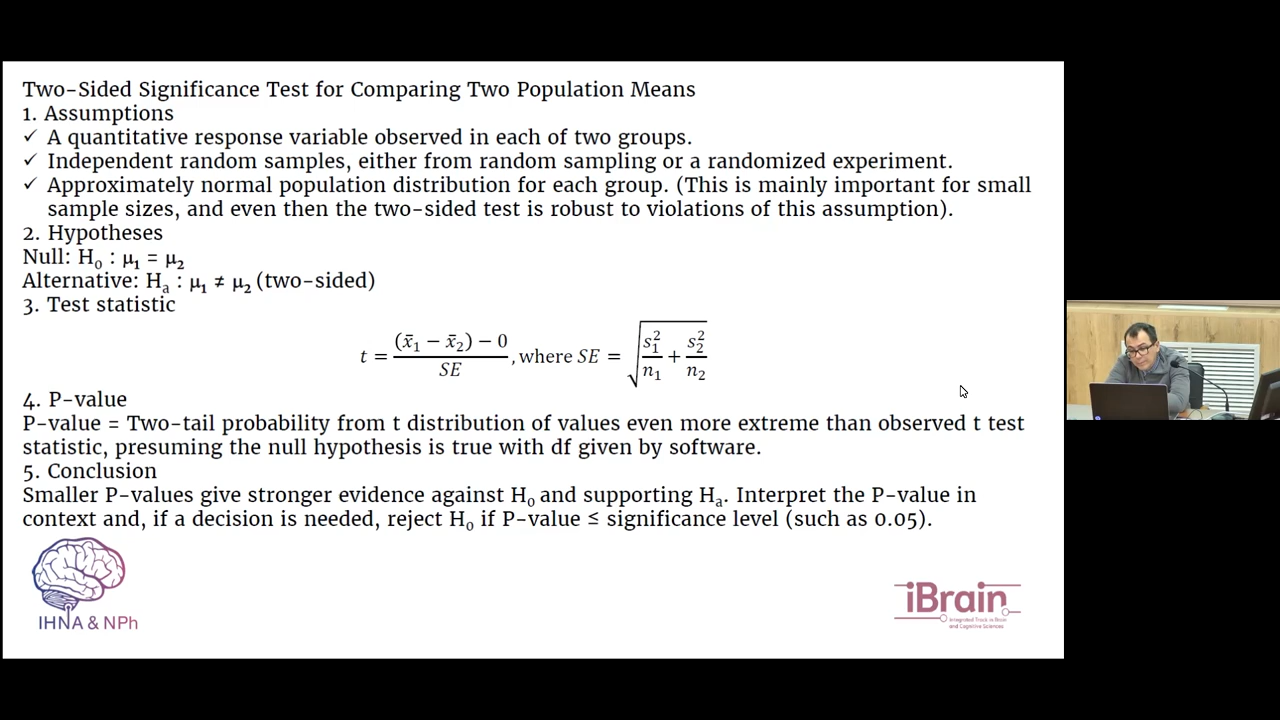 Two-Sided Significance Test for Comparing Two Population Means
1. Assumptions
✓ A quantitative response variable observed in each of two groups.
✓ Independent random samples, either from random sampling or a randomized experiment.
✓ Approximately normal population distribution for each group. (This is mainly important for small
sample sizes, and even then the two-sided test is robust to violations of this assumption).
2. Hypotheses
Null: H₀ : μ₁ = μ₂
Alternative: Hₐ : μ₁ ≠ μ₂ (two-sided)
3. Test statistic
t = ((x̄₁ − x̄₂) − 0) / SE, where SE = √(s₁²/n₁ + s₂²/n₂)
4. P-value
P-value = Two-tail probability from t distribution of values even more extreme than observed t test
statistic, presuming the null hypothesis is true with df given by software.
5. Conclusion
Smaller P-values give stronger evidence against H₀ and supporting Hₐ. Interpret the P-value in
context and, if a decision is needed, reject H₀ if P-value ≤ significance level (such as 0.05).
IHNA & NPh
iBrain
Integrated Track in Brain
and Cognitive Sciences